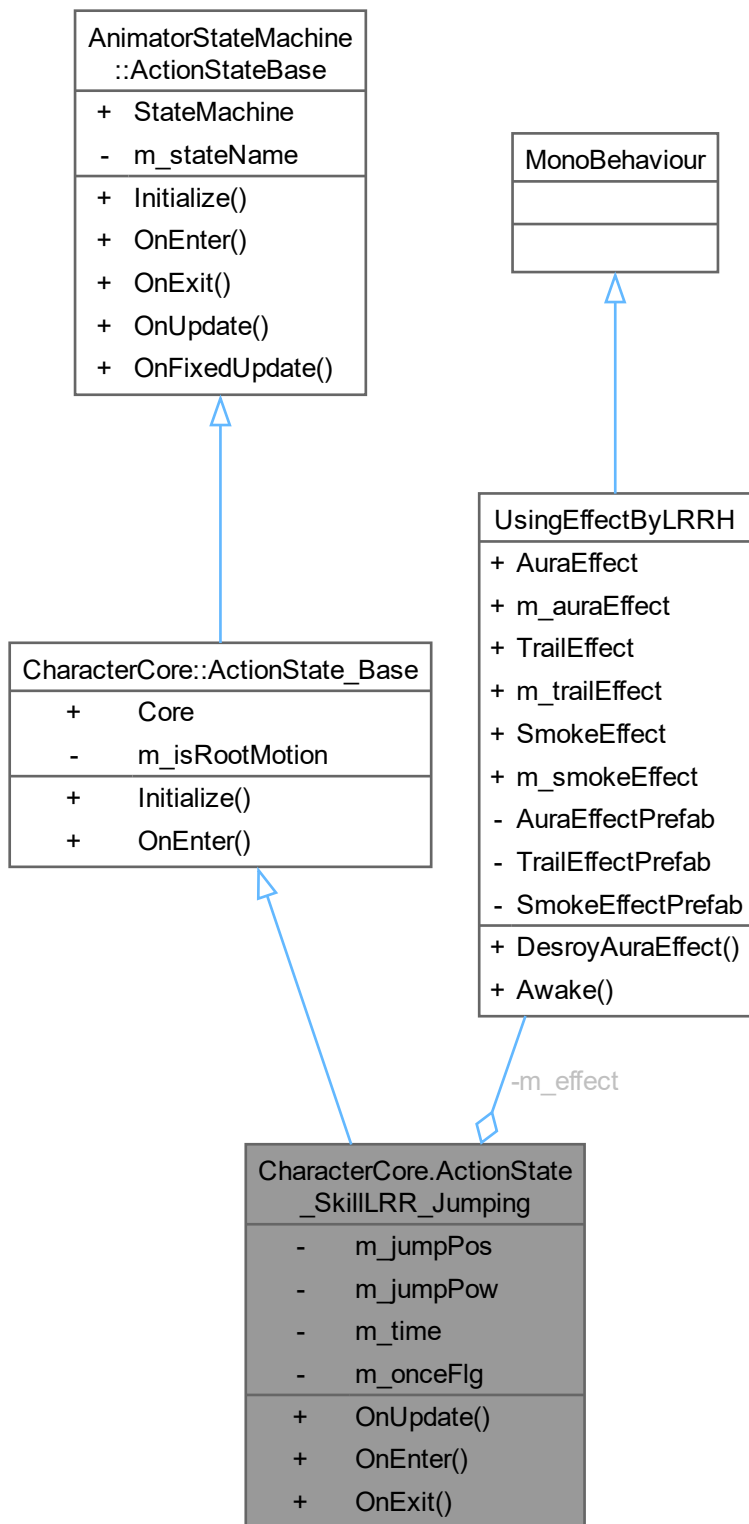 AnimatorStateMachine
::ActionStateBase
+ StateMachine
- m_stateName
+ Initialize()
+ OnEnter()
+ OnExit()
+ OnUpdate()
+ OnFixedUpdate()
MonoBehaviour
UsingEffectByLRRH
+ AuraEffect
+ m_auraEffect
+ TrailEffect
+ m_trailEffect
+ SmokeEffect
+ m_smokeEffect
- AuraEffectPrefab
- TrailEffectPrefab
- SmokeEffectPrefab
+ DesroyAuraEffect()
+ Awake()
CharacterCore::ActionState_Base
+ Core
- m_isRootMotion
+ Initialize()
+ OnEnter()
-m_effect
CharacterCore.ActionState
_SkillLRR_Jumping
- m_jumpPos
- m_jumpPow
- m_time
- m_onceFlg
+ OnUpdate()
+ OnEnter()
+ OnExit()